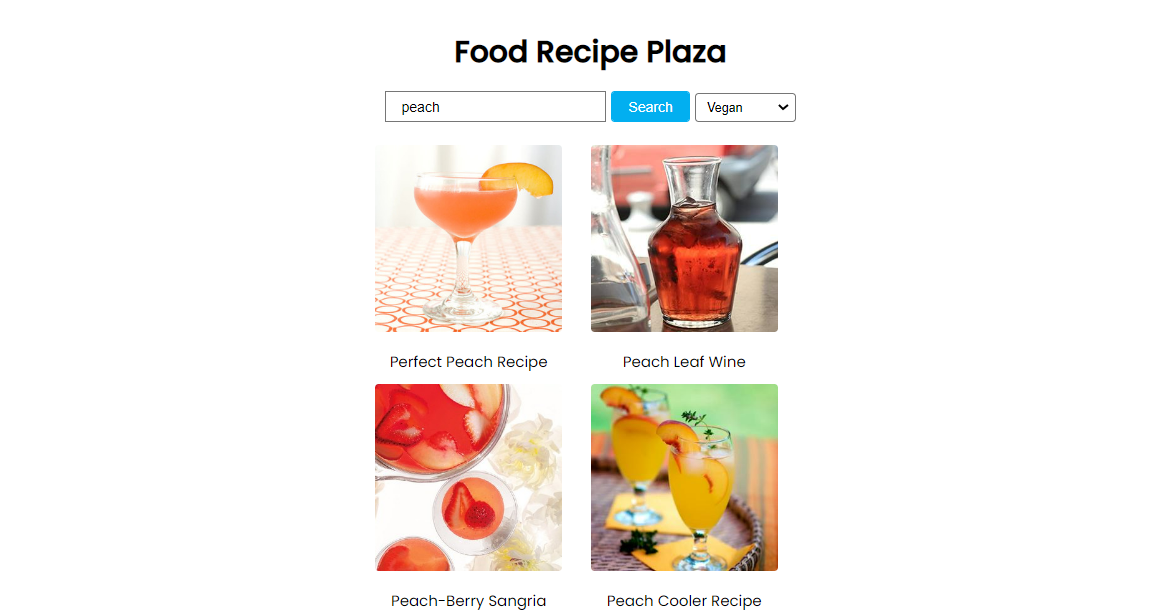 Food Recipe Plaza
peach
Search
Vegan
Perfect Peach Recipe
Peach Leaf Wine
Peach-Berry Sangria
Peach Cooler Recipe